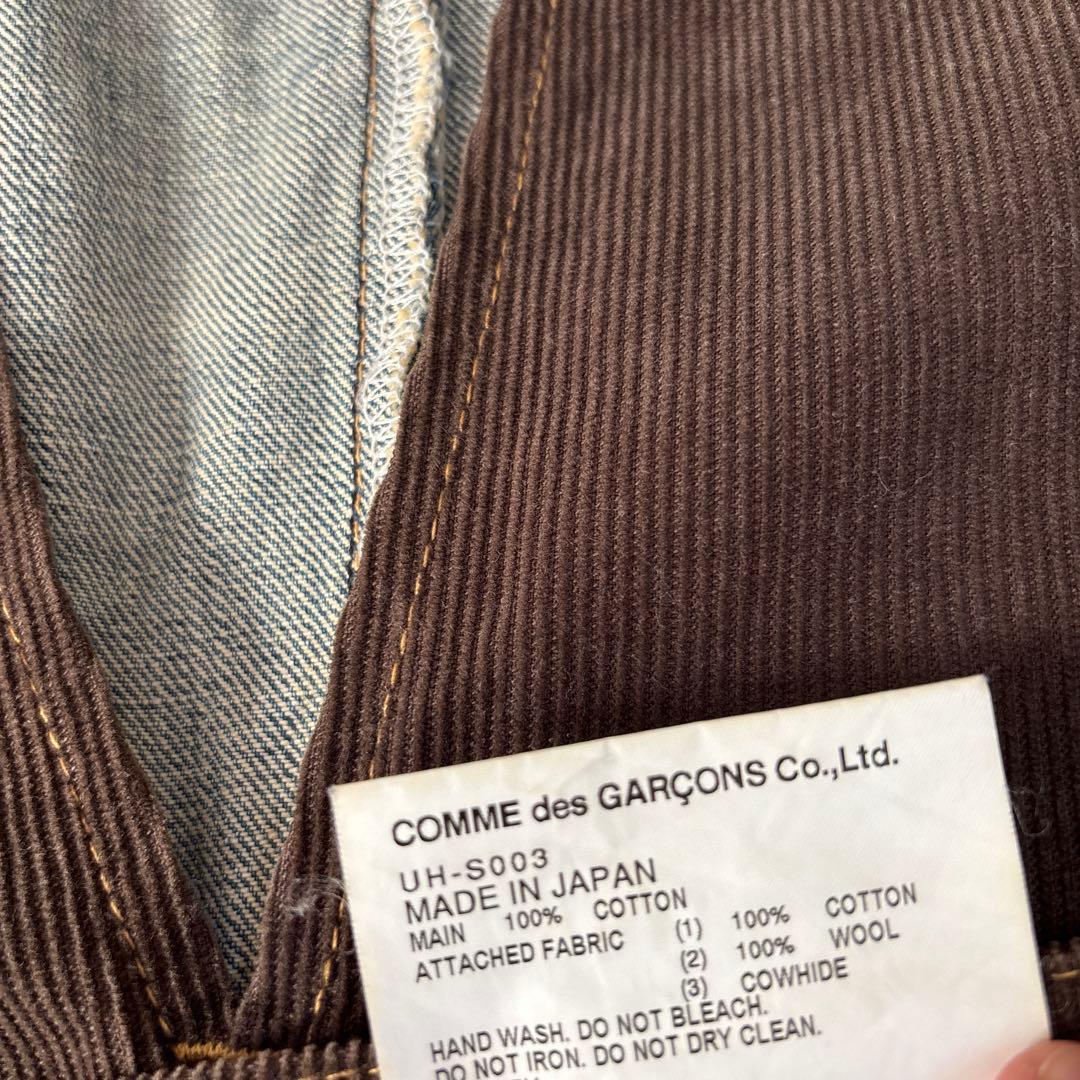 COMME des GARÇONS Co.,Ltd.
UH-S003
MADE IN JAPAN
MAIN 100% COTTON
ATTACHED FABRIC (1) 100% COTTON
(2) 100% WOOL
(3) COWHIDE
HAND WASH. DO NOT BLEACH.
DO NOT IRON. DO NOT DRY CLEAN.